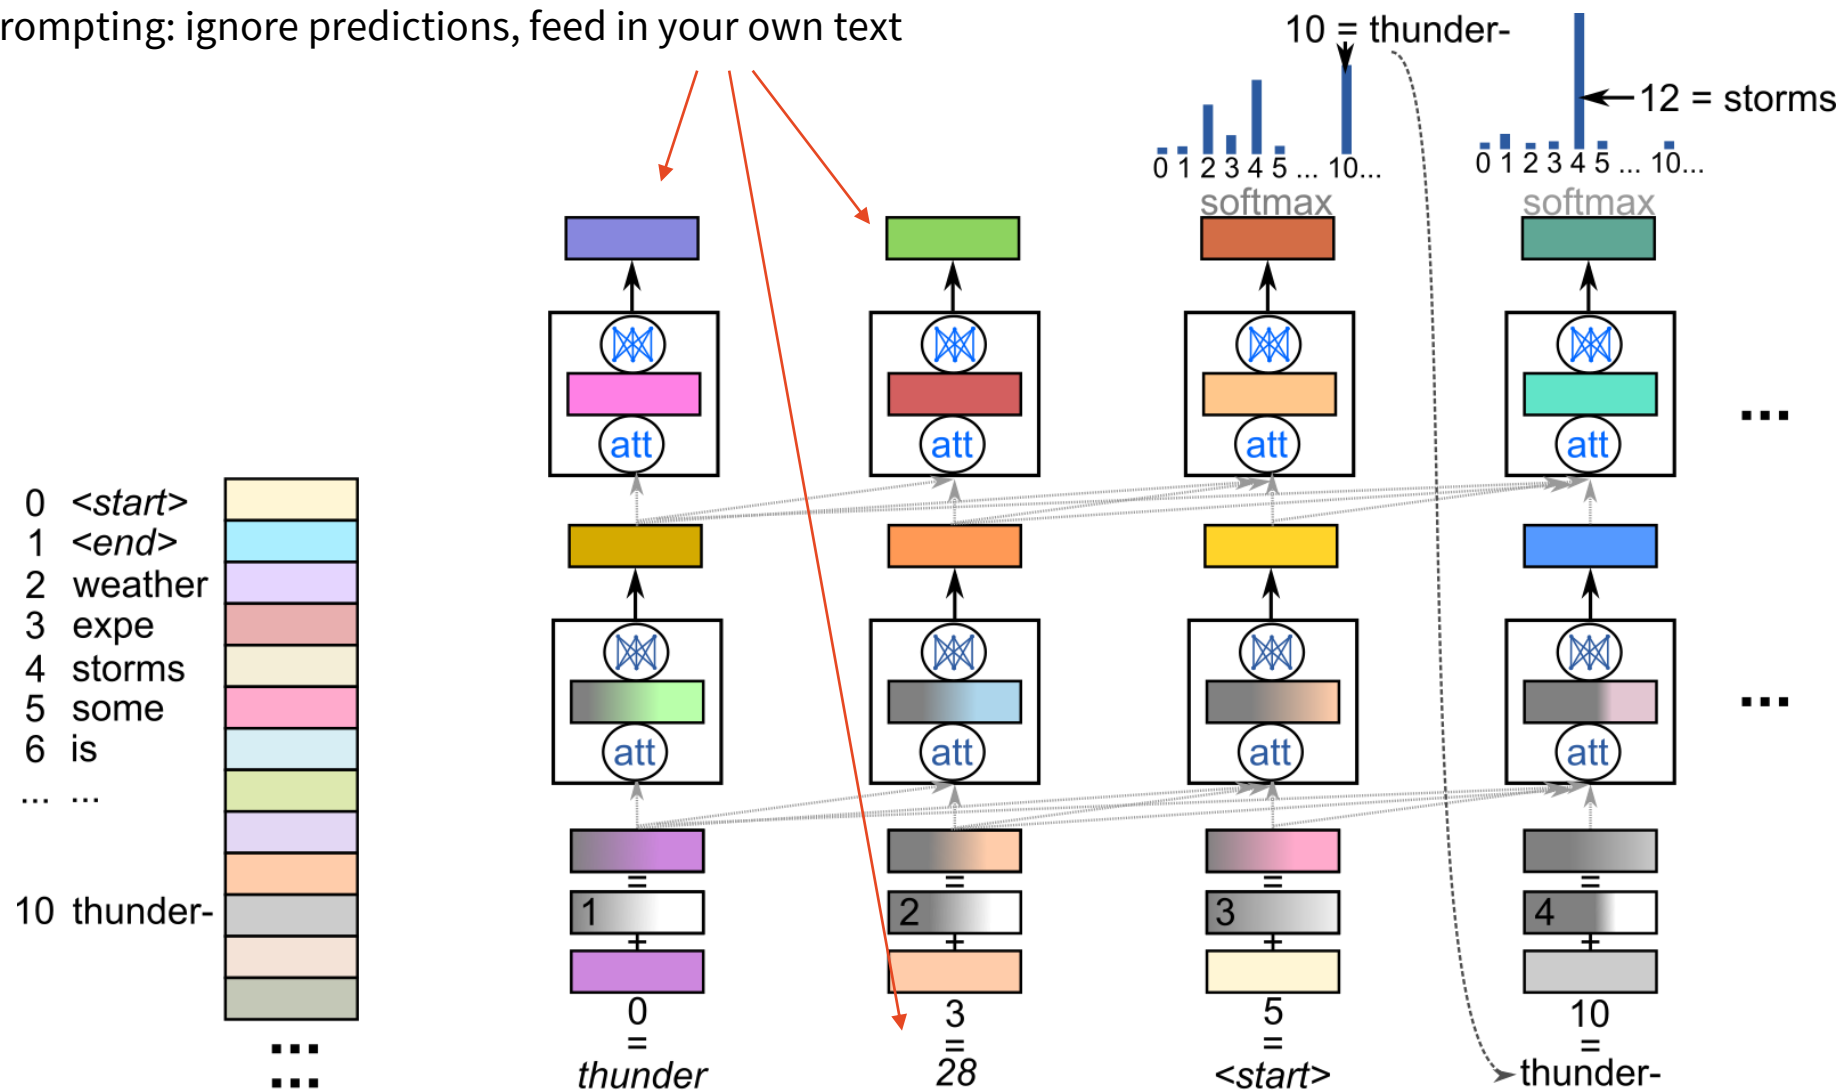 rompting: ignore predictions, feed in your own text
10 = thunder-
12 = storms
0 1 2 3 4 5 ... 10...
softmax
0 1 2 3 4 5 ... 10...
softmax
att att att att
...
0 <start>
1 <end>
2 weather
3 expe
4 storms
5 some
6 is
... ...
10 thunder-
...
...
att att att att
...
= = = =
1 2 3 4
+ + + +
0 3 5 10
= = = =
thunder 28 <start> thunder-